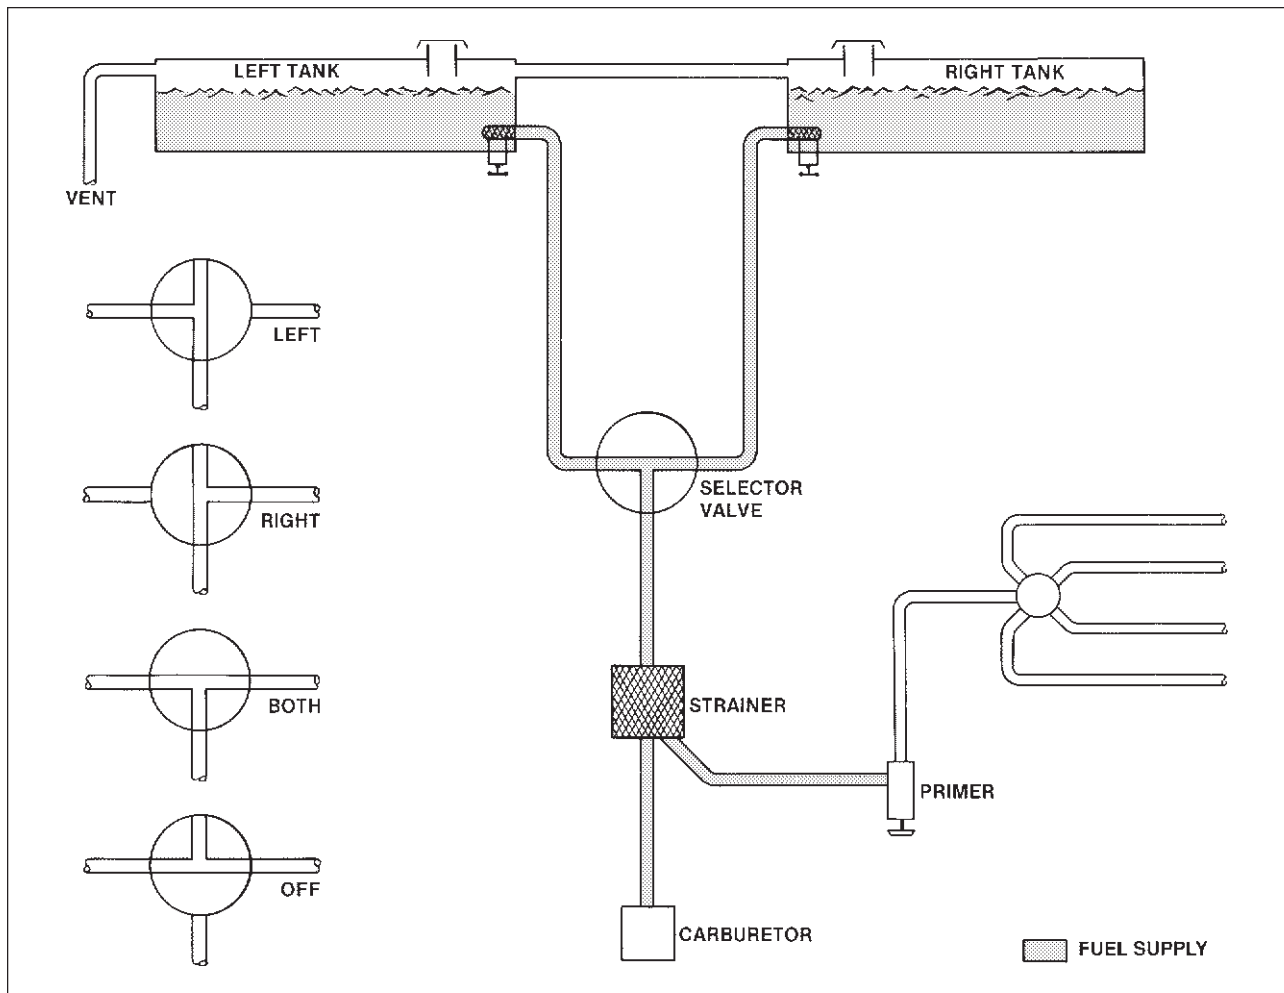 LEFT TANK
RIGHT TANK
VENT
LEFT
RIGHT
BOTH
OFF
SELECTOR
VALVE
STRAINER
PRIMER
CARBURETOR
FUEL SUPPLY